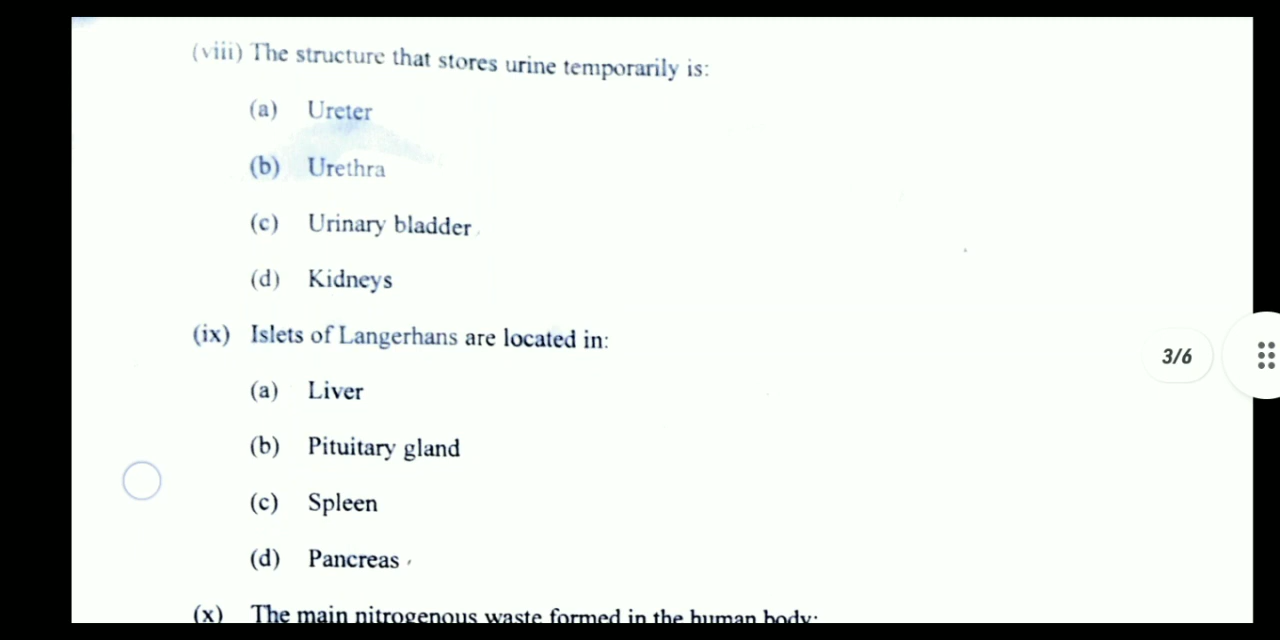 (viii) The structure that stores urine temporarily is:
(a) Ureter
(b) Urethra
(c) Urinary bladder
(d) Kidneys
(ix) Islets of Langerhans are located in:
(a) Liver
(b) Pituitary gland
(c) Spleen
(d) Pancreas
3/6
(x) The main nitrogenous waste formed in the human body: